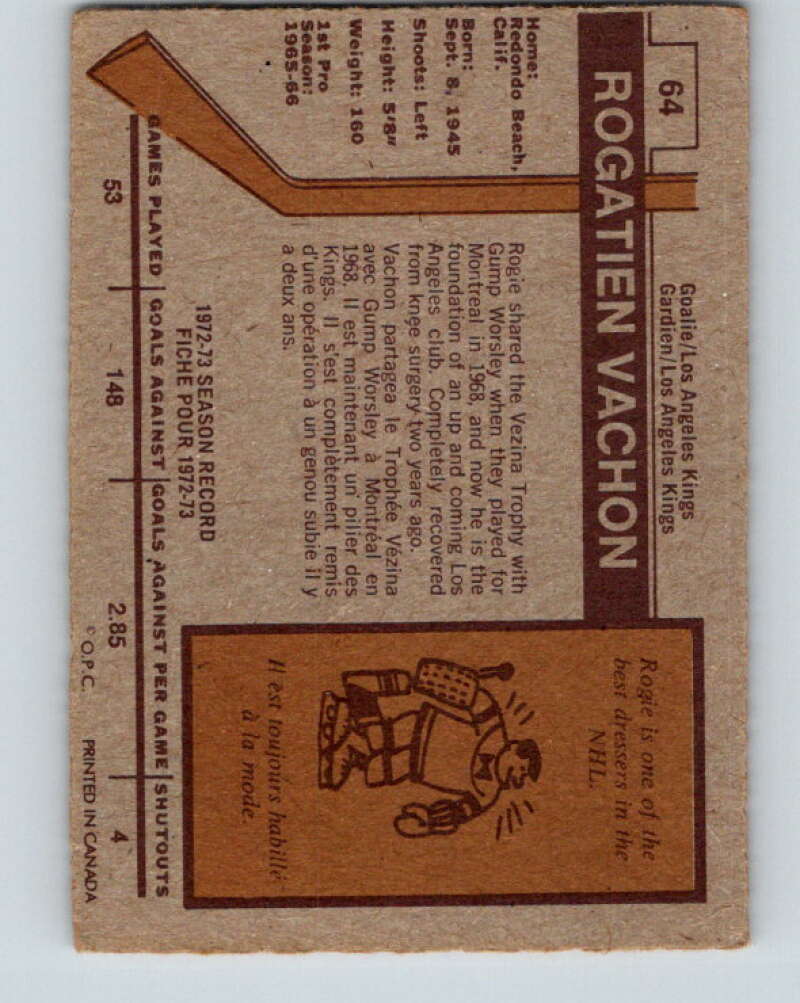 64
Goalie/Los Angeles Kings
Gardien/Los Angeles Kings
ROGATIEN VACHON
Home:
Redondo Beach,
Calif.
Born:
Sept. 8, 1945
Shoots: Left
Height: 5'8"
Weight: 160
1st Pro
Season:
1965-66
Rogie shared the Vezina Trophy with
Gump Worsley when they played for
Montreal in 1968, and now he is the
foundation of an up and coming Los
Angeles club. Completely recovered
from knee surgery two years ago.
Vachon partagea le Trophée Vézina
avec Gump Worsley à Montréal en
1968. Il est maintenant un pilier des
Kings. Il s'est complètement remis
d'une opération à un genou subie il y
a deux ans.
Rogie is one of the
best dressers in the
NHL.
Il est toujours habillé
à la mode.
1972-73 SEASON RECORD
FICHE POUR 1972-73
GAMES PLAYED GOALS AGAINST GOALS AGAINST PER GAME SHUTOUTS
53 148 2.85 4
© O.P.C. PRINTED IN CANADA